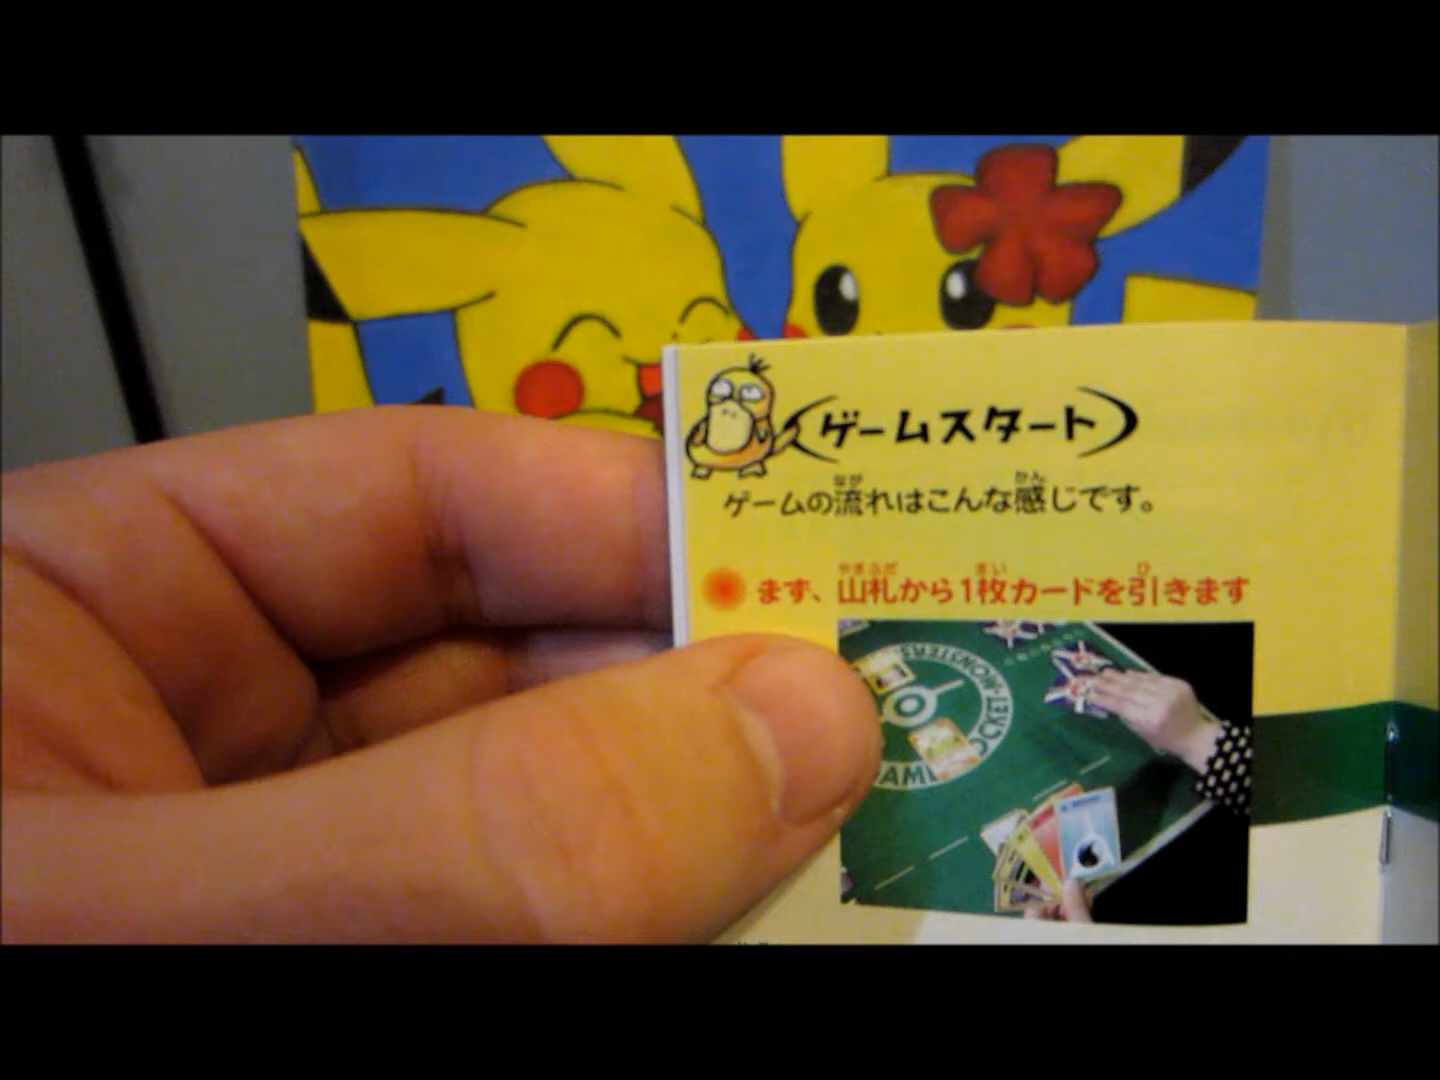 ゲームスタート
ゲームの流れはこんな感じです。
まず、山札から1枚カードを引きます